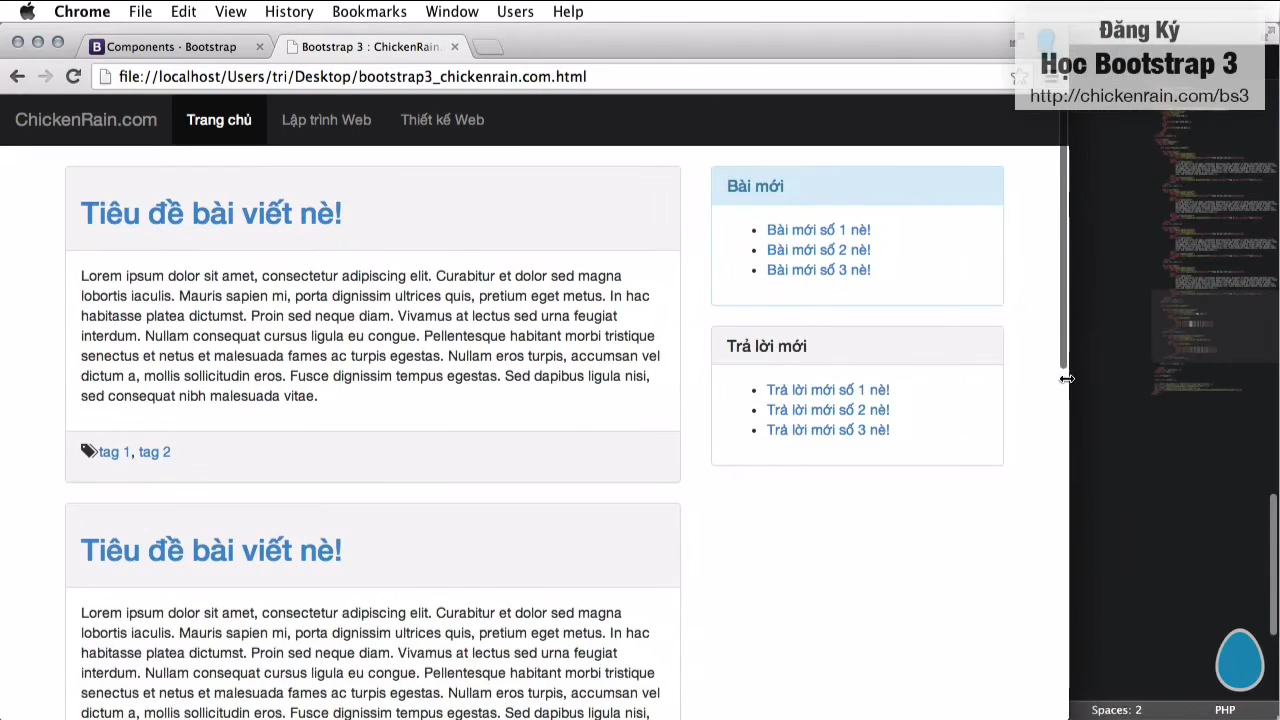 Chrome File Edit View History Bookmarks Window Users Help
Đăng Ký
Components · Bootstrap
Bootstrap 3 : ChickenRain.
Học Bootstrap 3
file://localhost/Users/tri/Desktop/bootstrap3_chickenrain.com.html
http://chickenrain.com/bs3
ChickenRain.com Trang chủ Lập trình Web Thiết kế Web
Tiêu đề bài viết nè!
Lorem ipsum dolor sit amet, consectetur adipiscing elit. Curabitur et dolor sed magna
lobortis iaculis. Mauris sapien mi, porta dignissim ultrices quis, pretium eget metus. In hac
habitasse platea dictumst. Proin sed neque diam. Vivamus at lectus sed urna feugiat
interdum. Nullam consequat cursus ligula eu congue. Pellentesque habitant morbi tristique
senectus et netus et malesuada fames ac turpis egestas. Nullam eros turpis, accumsan vel
dictum a, mollis sollicitudin eros. Fusce dignissim tempus egestas. Sed dapibus ligula nisi,
sed consequat nibh malesuada vitae.
tag 1, tag 2
Tiêu đề bài viết nè!
Lorem ipsum dolor sit amet, consectetur adipiscing elit. Curabitur et dolor sed magna
lobortis iaculis. Mauris sapien mi, porta dignissim ultrices quis, pretium eget metus. In hac
habitasse platea dictumst. Proin sed neque diam. Vivamus at lectus sed urna feugiat
interdum. Nullam consequat cursus ligula eu congue. Pellentesque habitant morbi tristique
senectus et netus et malesuada fames ac turpis egestas. Nullam eros turpis, accumsan vel
dictum a, mollis sollicitudin eros. Fusce dignissim tempus egestas. Sed dapibus ligula nisi,
Bài mới
Bài mới số 1 nè!
Bài mới số 2 nè!
Bài mới số 3 nè!
Trả lời mới
Trả lời mới số 1 nè!
Trả lời mới số 2 nè!
Trả lời mới số 3 nè!
Spaces: 2 PHP